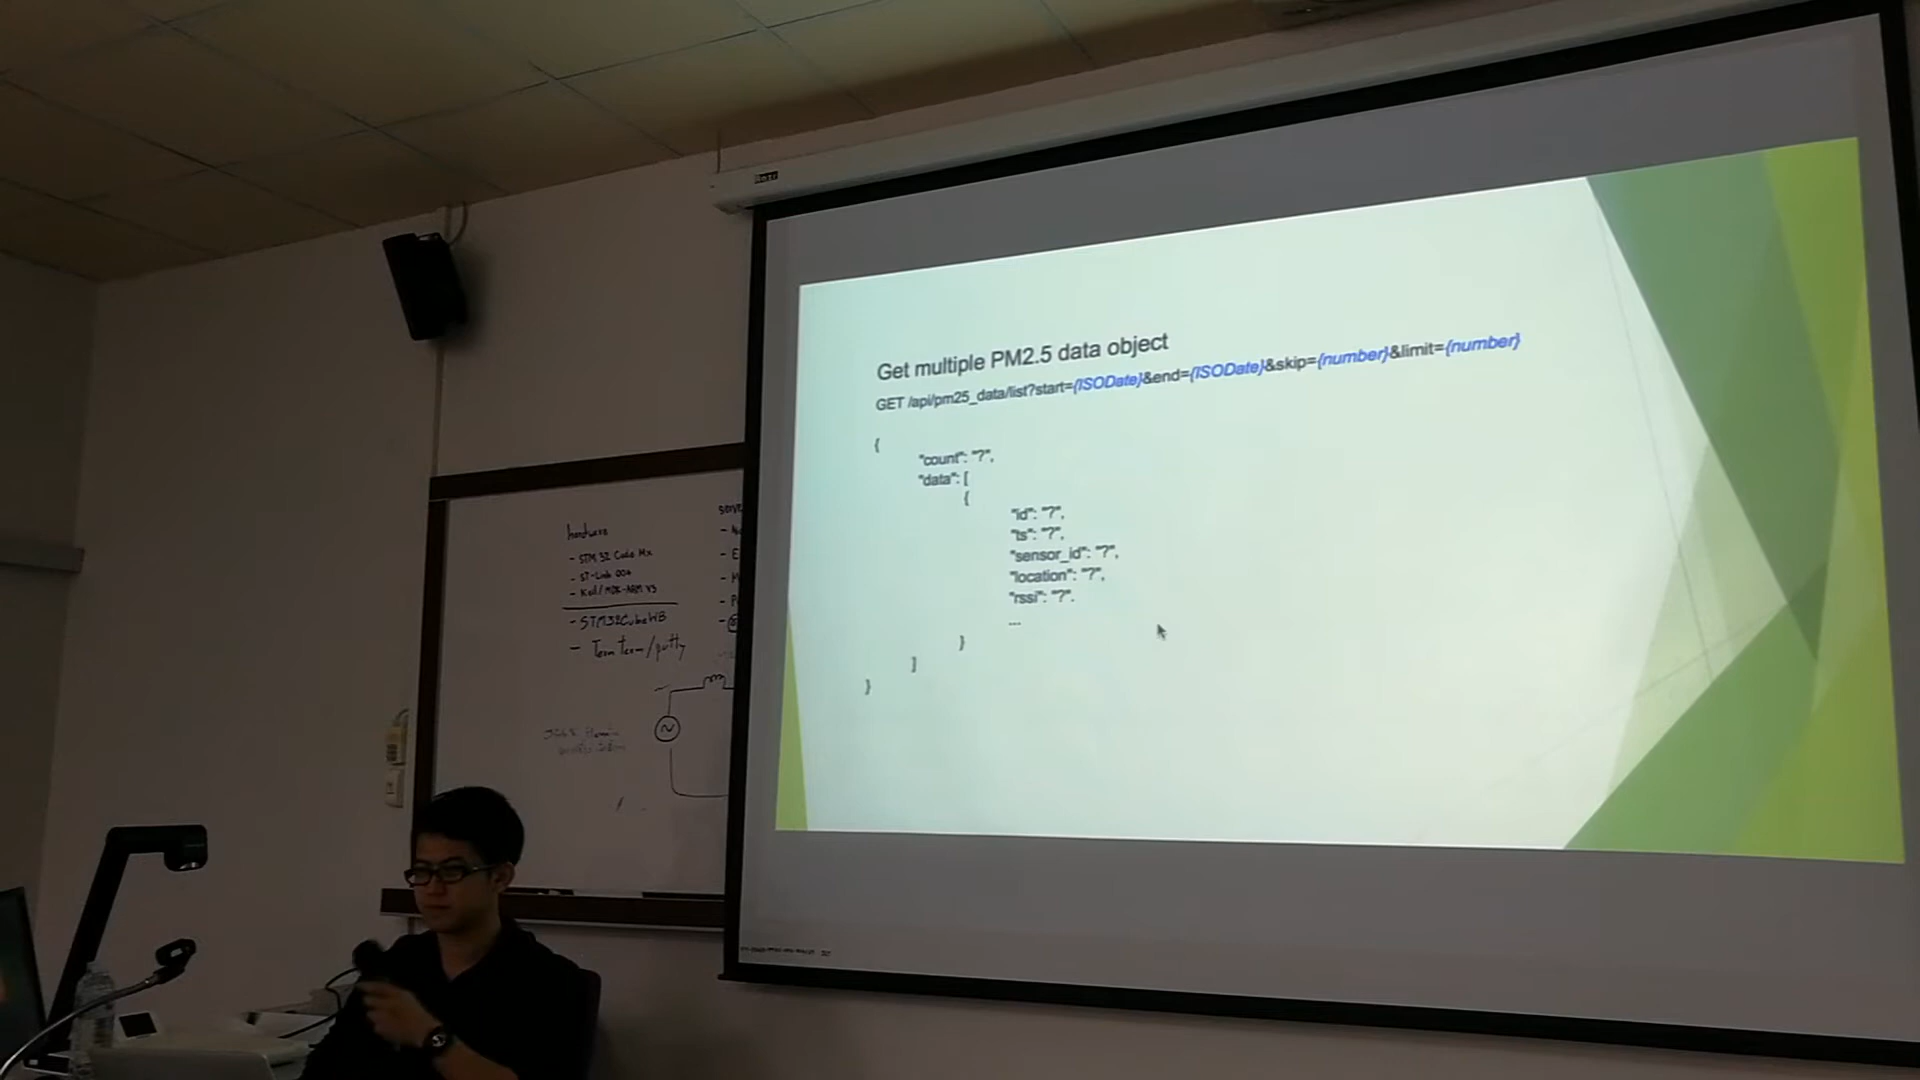 Get multiple PM2.5 data object
GET /api/pm25_data/list?start={ISODate}&end={ISODate}&skip={number}&limit={number}
{
"count": "?",
"data": [
{
"id": "?",
"ts": "?",
"sensor_id": "?",
"location": "?",
"rssi": "?".
...
}
]
}
hardware
- STM 32 Cube Mx
- ST-Link 004
- Keil/MDK-ARM V5
- STM32CubeWB
- Team Term/putty